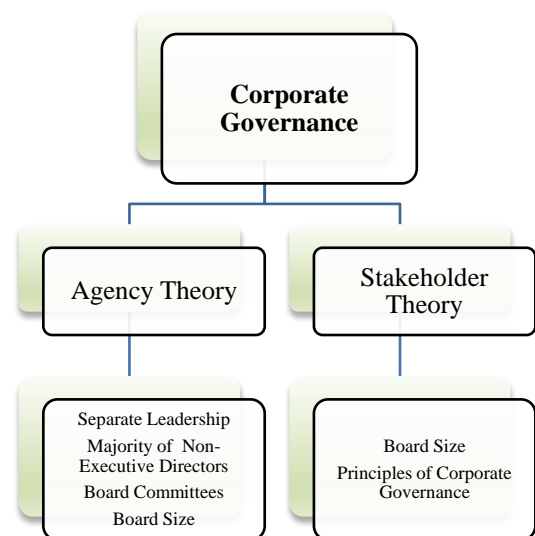 Corporate
Governance
Agency Theory
Stakeholder
Theory
Separate Leadership
Majority of Non-
Executive Directors
Board Committees
Board Size
Board Size
Principles of Corporate
Governance